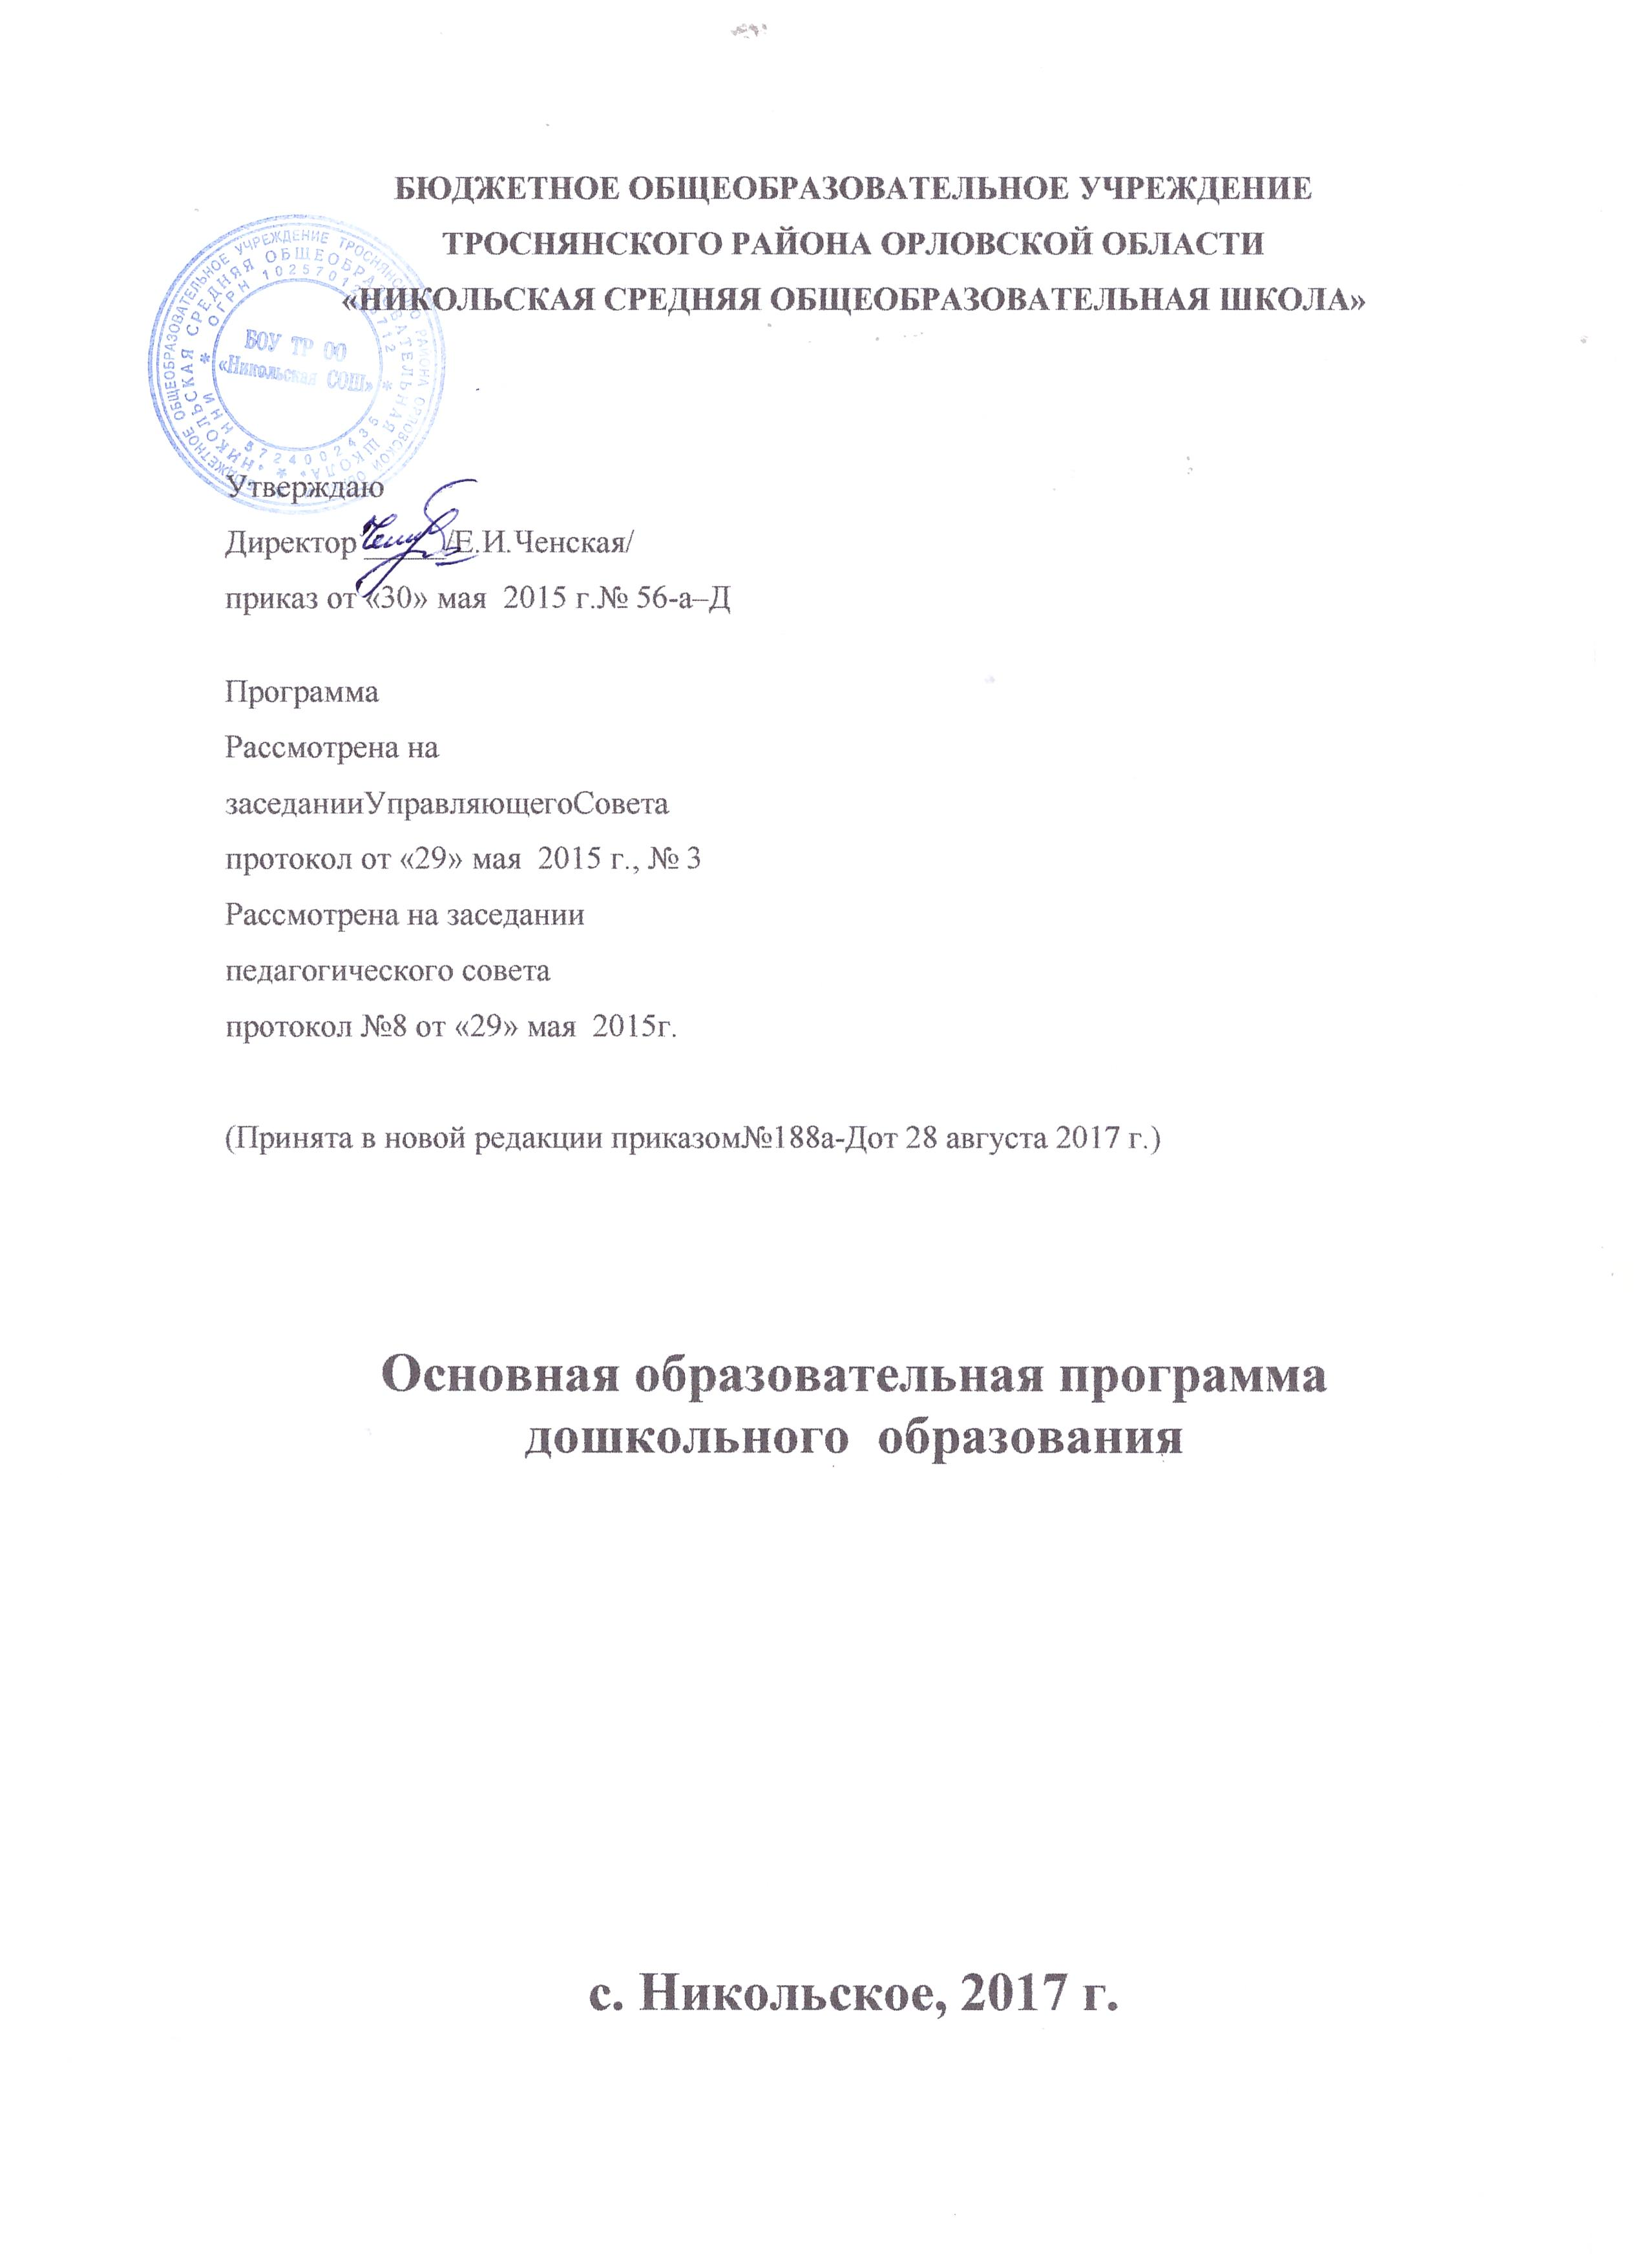 БЮДЖЕТНОЕ ОБЩЕОБРАЗОВАТЕЛЬНОЕ УЧРЕЖДЕНИЕ
ТРОСНЯНСКОГО РАЙОНА ОРЛОВСКОЙ ОБЛАСТИ
«НИКОЛЬСКАЯ СРЕДНЯЯ ОБЩЕОБРАЗОВАТЕЛЬНАЯ ШКОЛА»
БОУ ТР ОО
«Никольская СОШ»
ИНН 5724002435
Утверждаю
Директор /Е.И.Ченская/
приказ от «30» мая 2015 г.№ 56-а–Д
Программа
Рассмотрена на
заседанииУправляющегоСовета
протокол от «29» мая 2015 г., № 3
Рассмотрена на заседании
педагогического совета
протокол №8 от «29» мая 2015г.
(Принята в новой редакции приказом№188а-Дот 28 августа 2017 г.)
Основная образовательная программа
дошкольного образования
с. Никольское, 2017 г.